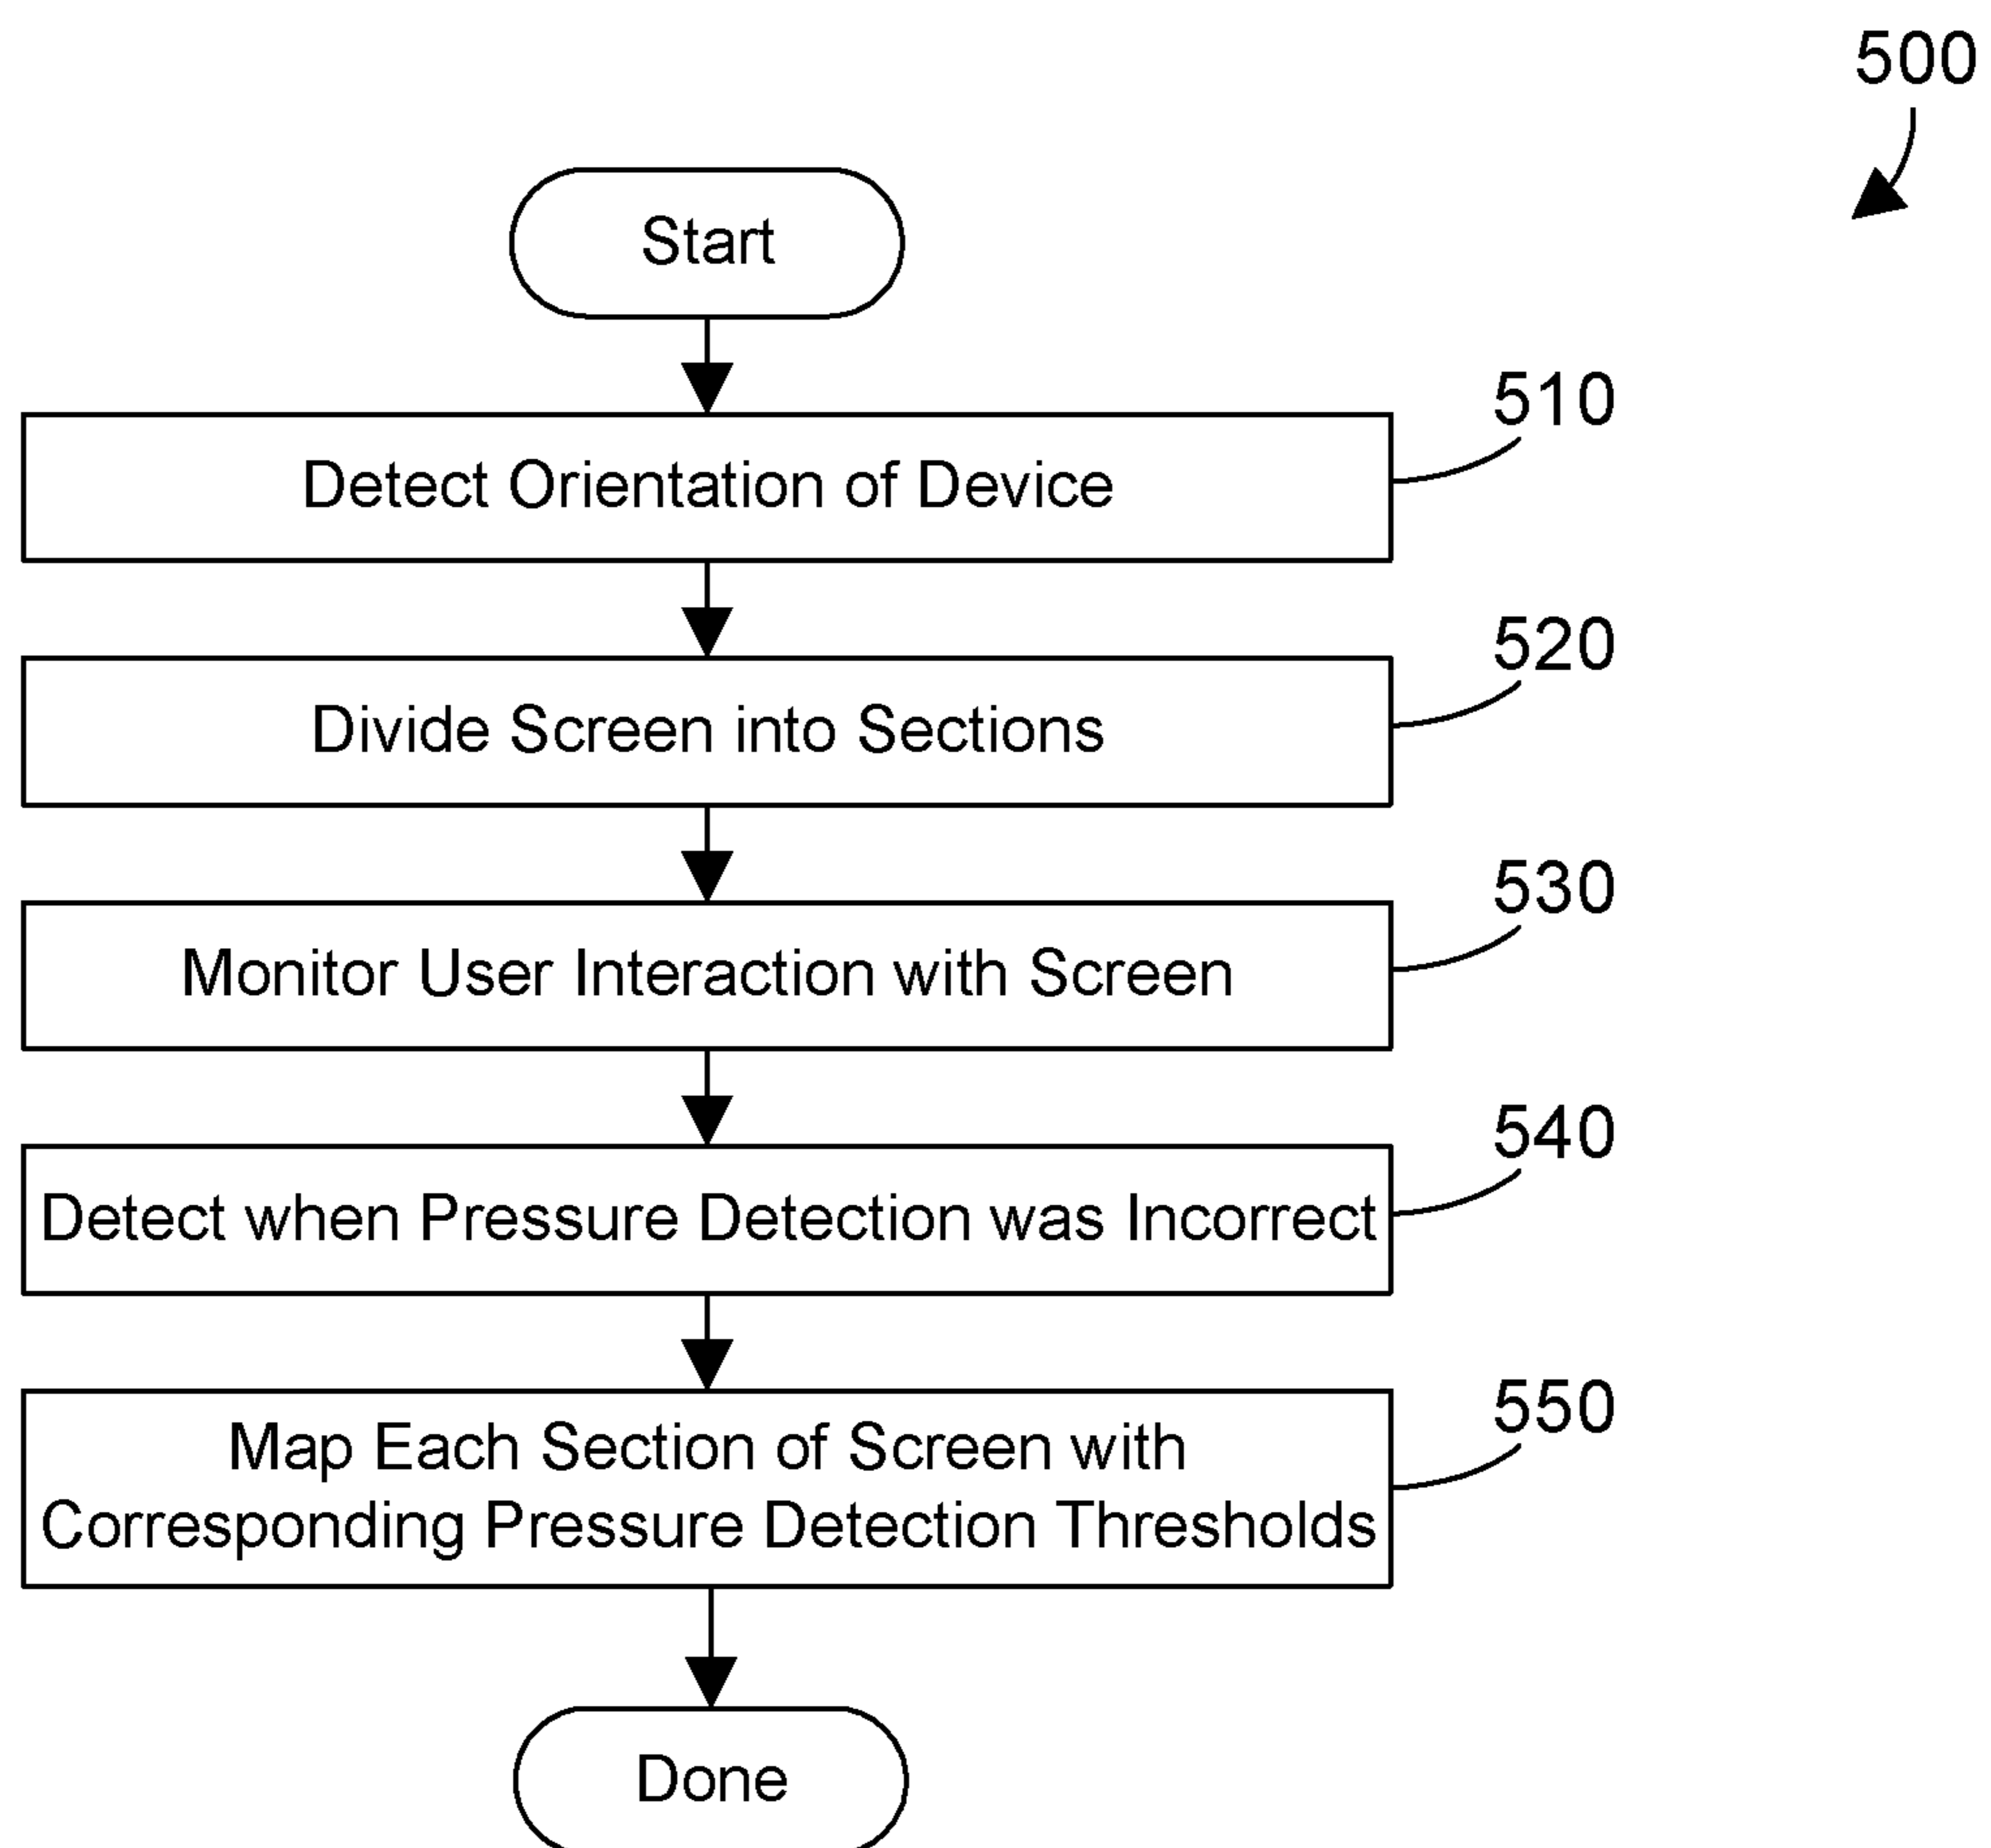 500
Start
510
Detect Orientation of Device
520
Divide Screen into Sections
530
Monitor User Interaction with Screen
540
Detect when Pressure Detection was Incorrect
550
Map Each Section of Screen with
Corresponding Pressure Detection Thresholds
Done